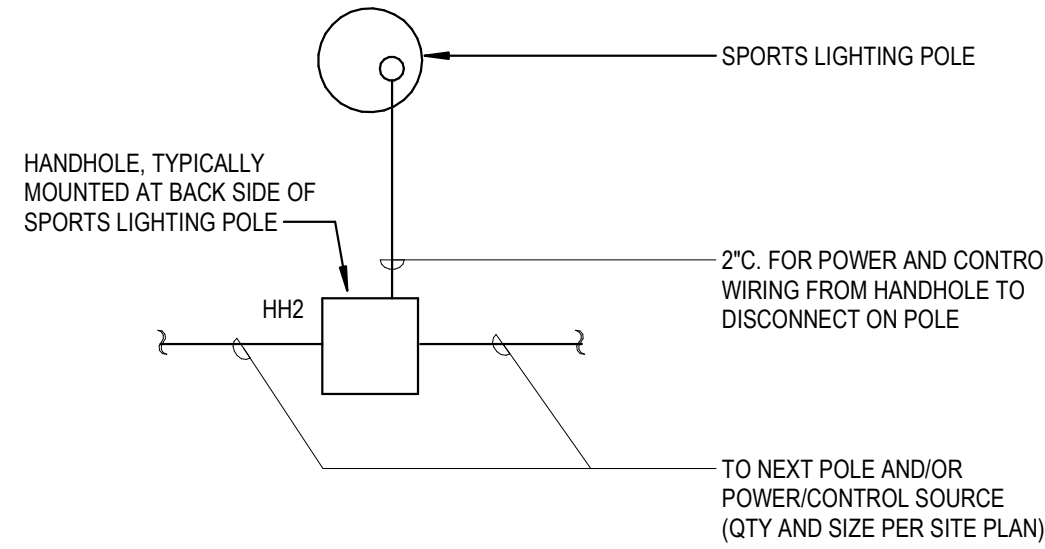 SPORTS LIGHTING POLE
HANDHOLE, TYPICALLY
MOUNTED AT BACK SIDE OF
SPORTS LIGHTING POLE
2"C. FOR POWER AND CONTRO
WIRING FROM HANDHOLE TO
DISCONNECT ON POLE
HH2
TO NEXT POLE AND/OR
POWER/CONTROL SOURCE
(QTY AND SIZE PER SITE PLAN)